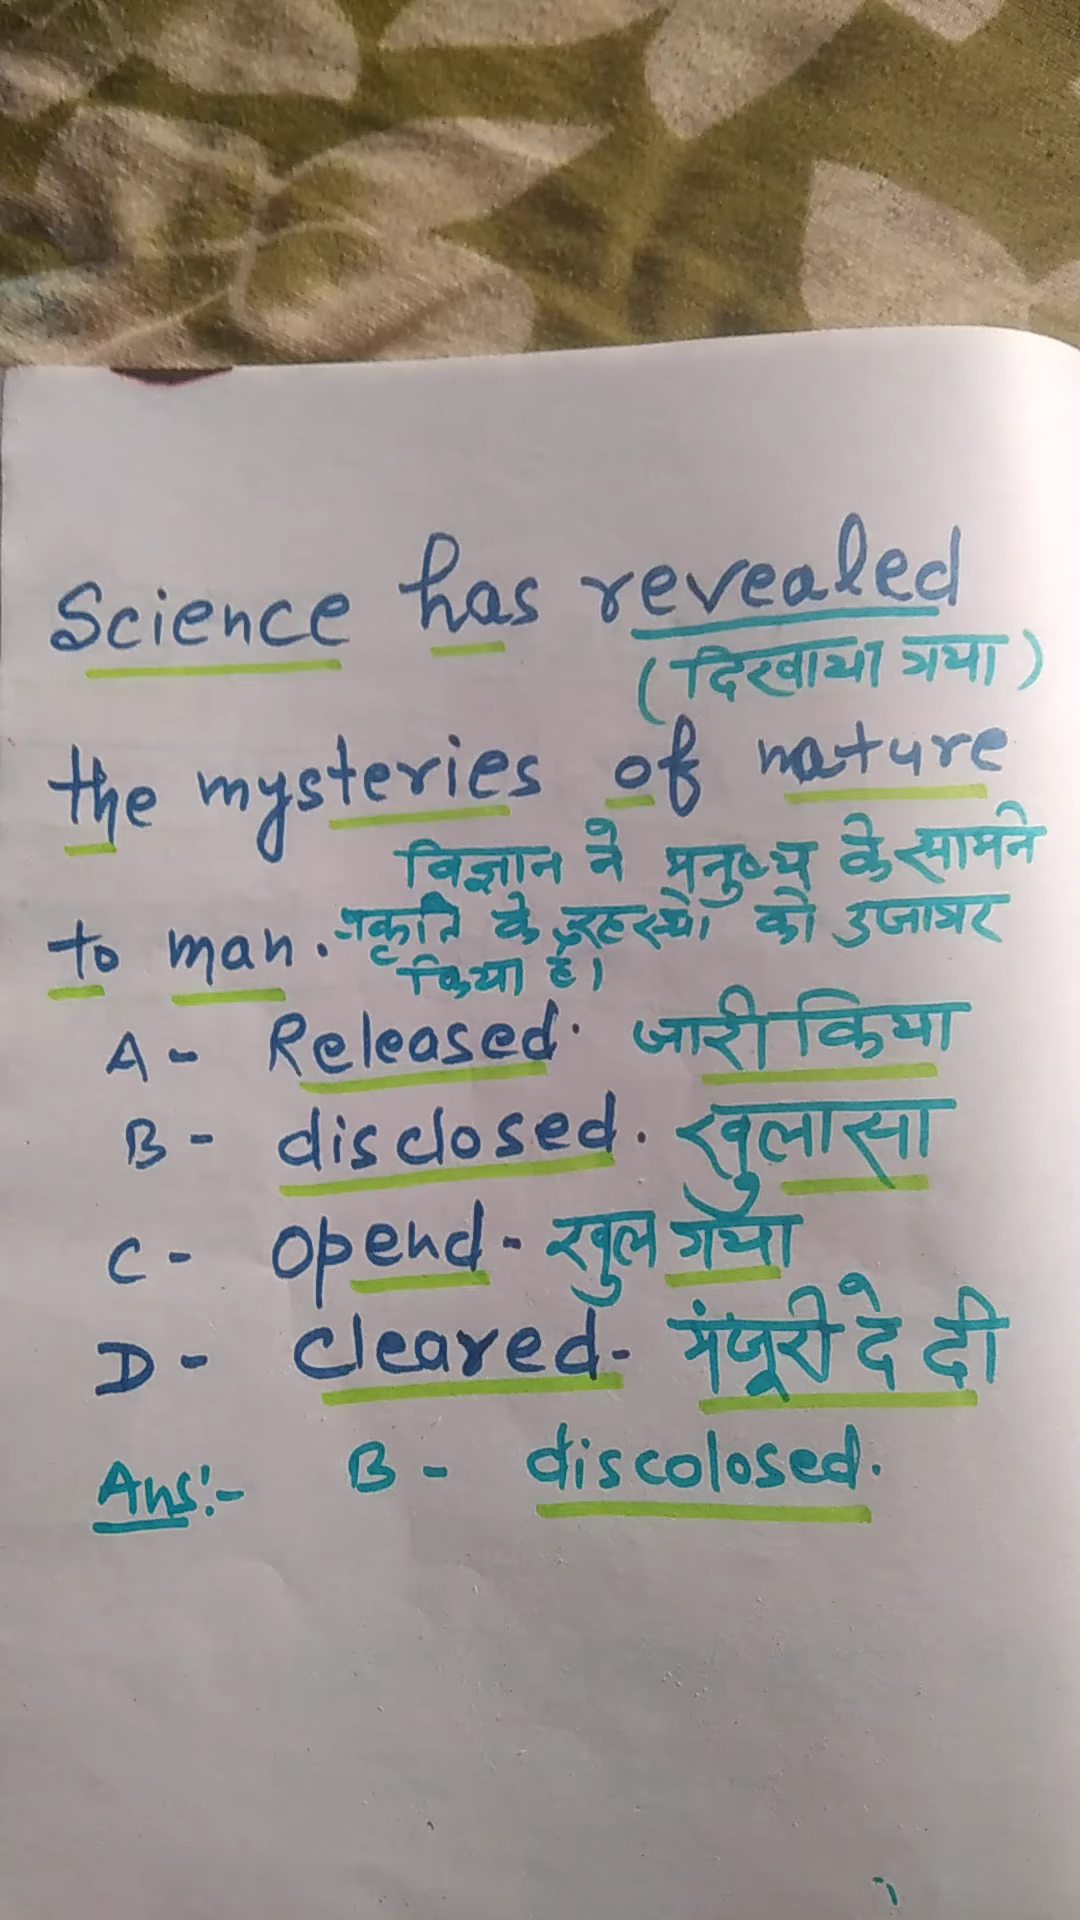 Science has revealed
(दिखाया गया)
the mysteries of nature
विज्ञान ने मनुष्य के सामने
to man. प्रकृति के रहस्यों को उजागर
किया है।
A - Released. जारी किया
B - disclosed. खुलासा
C - opend - खुल गया
D - cleared - मंजूरी दे दी
Ans:- B - discolosed.